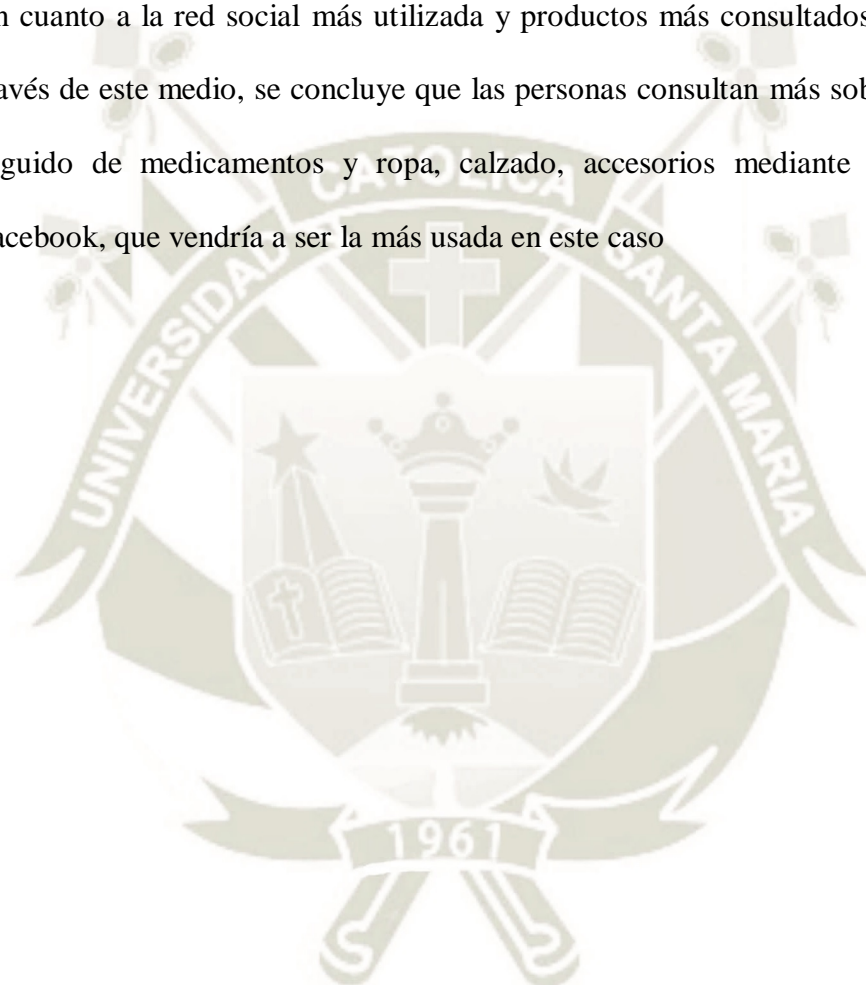 n cuanto a la red social más utilizada y productos más consultados
avés de este medio, se concluye que las personas consultan más sob
guido de medicamentos y ropa, calzado, accesorios mediante
acebook, que vendría a ser la más usada en este caso
UNIVERSIDAD CATOLICA SANTA MARIA
1961